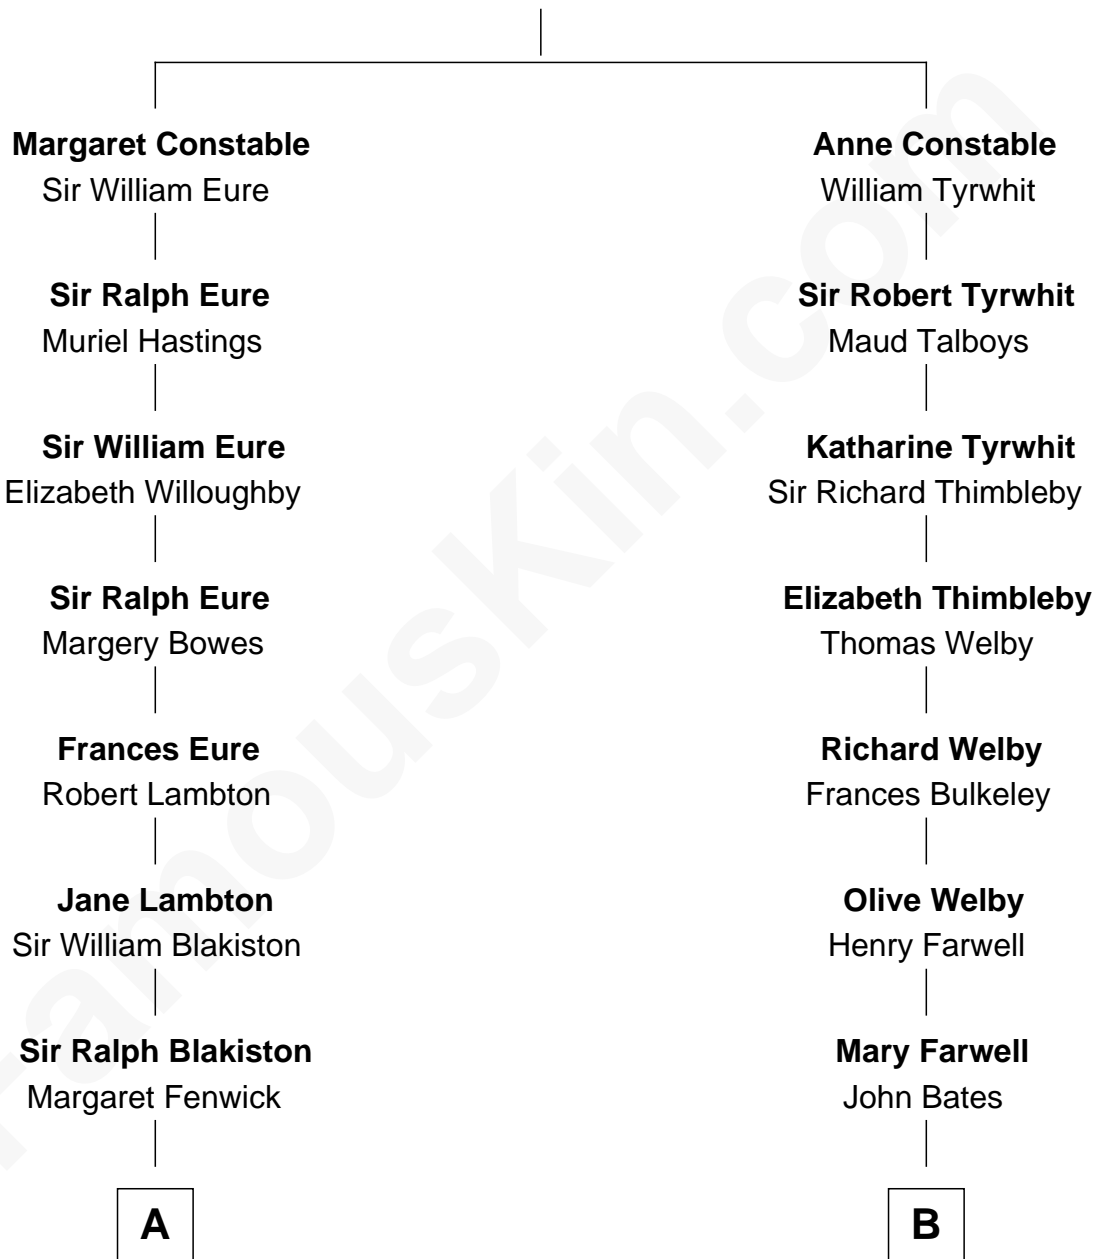 Margaret Constable
Sir William Eure
Sir Ralph Eure
Muriel Hastings
Sir William Eure
Elizabeth Willoughby
Sir Ralph Eure
Margery Bowes
Frances Eure
Robert Lambton
Jane Lambton
Sir William Blakiston
Sir Ralph Blakiston
Margaret Fenwick
A
Anne Constable
William Tyrwhit
Sir Robert Tyrwhit
Maud Talboys
Katharine Tyrwhit
Sir Richard Thimbleby
Elizabeth Thimbleby
Thomas Welby
Richard Welby
Frances Bulkeley
Olive Welby
Henry Farwell
Mary Farwell
John Bates
B
FamousKin.com